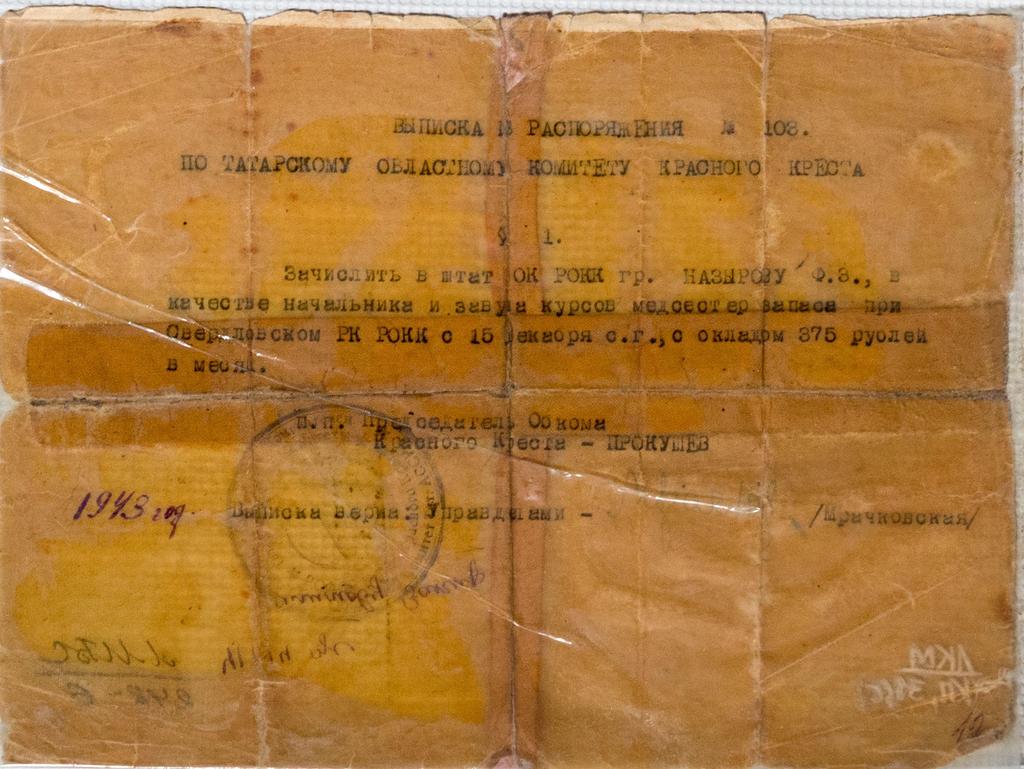 ВЫПИСКА РАСПОРЯЖЕНИЯ № 103.
ПО ТАТАРСКОМУ ОБЛАСТНОМУ КОМИТЕТУ КРАСНОГО КРЕСТА
§ 1.
Зачислить в штат ОК РОКК гр. НАЗЫРОВУ Ф.З., в
качестве начальника и завуча курсов медсестер запаса при
Свердловском РК РОКК с 15 декабря с.г., с окладом 375 рублей
в месяц.
п.п. Председатель Обкома
Красного Креста - ПРОКУШЕВ
1943 год. Выписка верна: Управделами - /Мрачковская/
ЛКМ